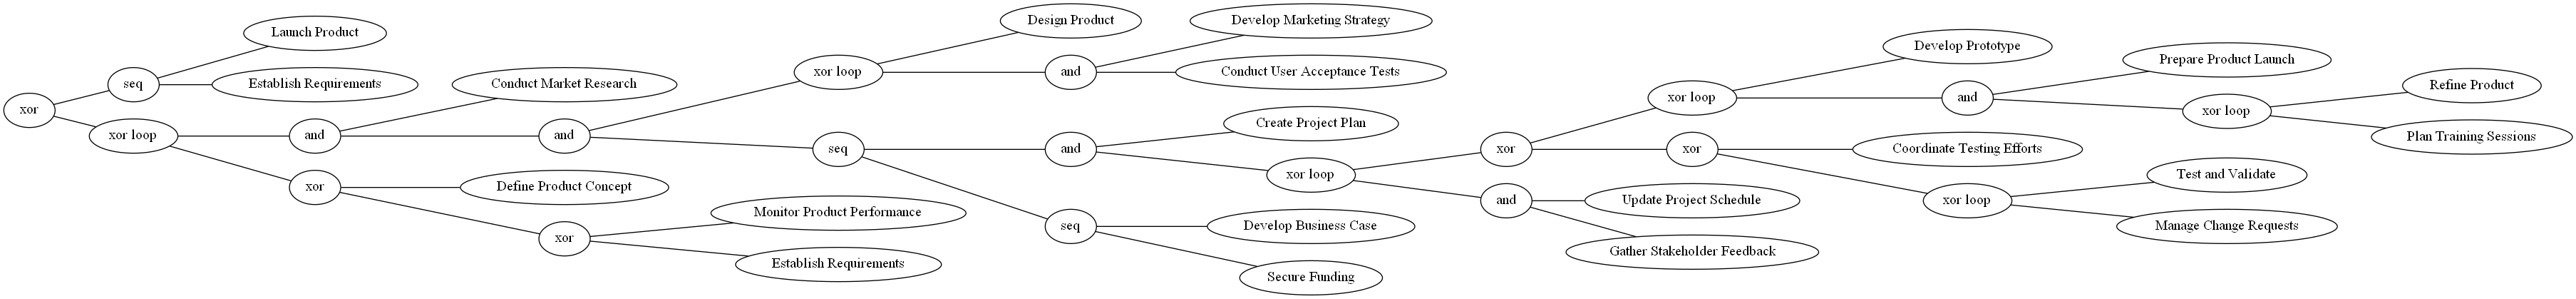 xor
seq
Launch Product
Establish Requirements
xor loop
and
Conduct Market Research
and
xor loop
Design Product
and
Develop Marketing Strategy
Conduct User Acceptance Tests
seq
and
Create Project Plan
xor loop
xor
xor loop
Develop Prototype
and
Prepare Product Launch
xor loop
Refine Product
Plan Training Sessions
xor
Coordinate Testing Efforts
xor loop
Test and Validate
Manage Change Requests
and
Update Project Schedule
Gather Stakeholder Feedback
seq
Develop Business Case
Secure Funding
xor
Define Product Concept
xor
Monitor Product Performance
Establish Requirements